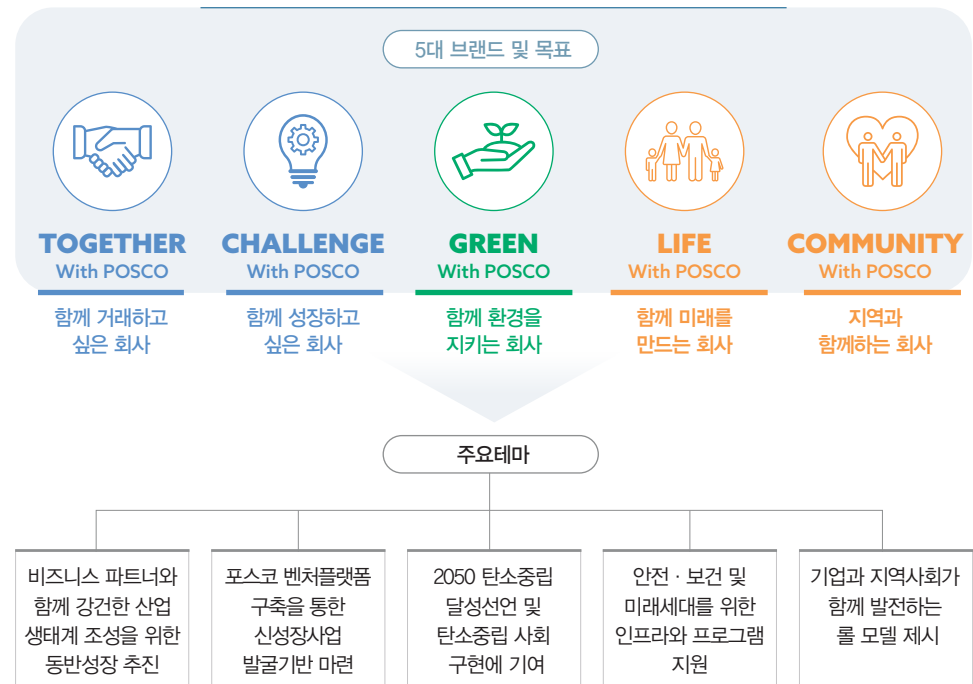 5대 브랜드 및 목표
TOGETHER
With POSCO
함께 거래하고
싶은 회사
CHALLENGE
With POSCO
함께 성장하고
싶은 회사
GREEN
With POSCO
함께 환경을
지키는 회사
LIFE
With POSCO
함께 미래를
만드는 회사
COMMUNITY
With POSCO
지역과
함께하는 회사
주요테마
비즈니스 파트너와
함께 강건한 산업
생태계 조성을 위한
동반성장 추진
포스코 벤처플랫폼
구축을 통한
신성장사업
발굴기반 마련
2050 탄소중립
달성선언 및
탄소중립 사회
구현에 기여
안전 · 보건 및
미래세대를 위한
인프라와 프로그램
지원
기업과 지역사회가
함께 발전하는
롤 모델 제시